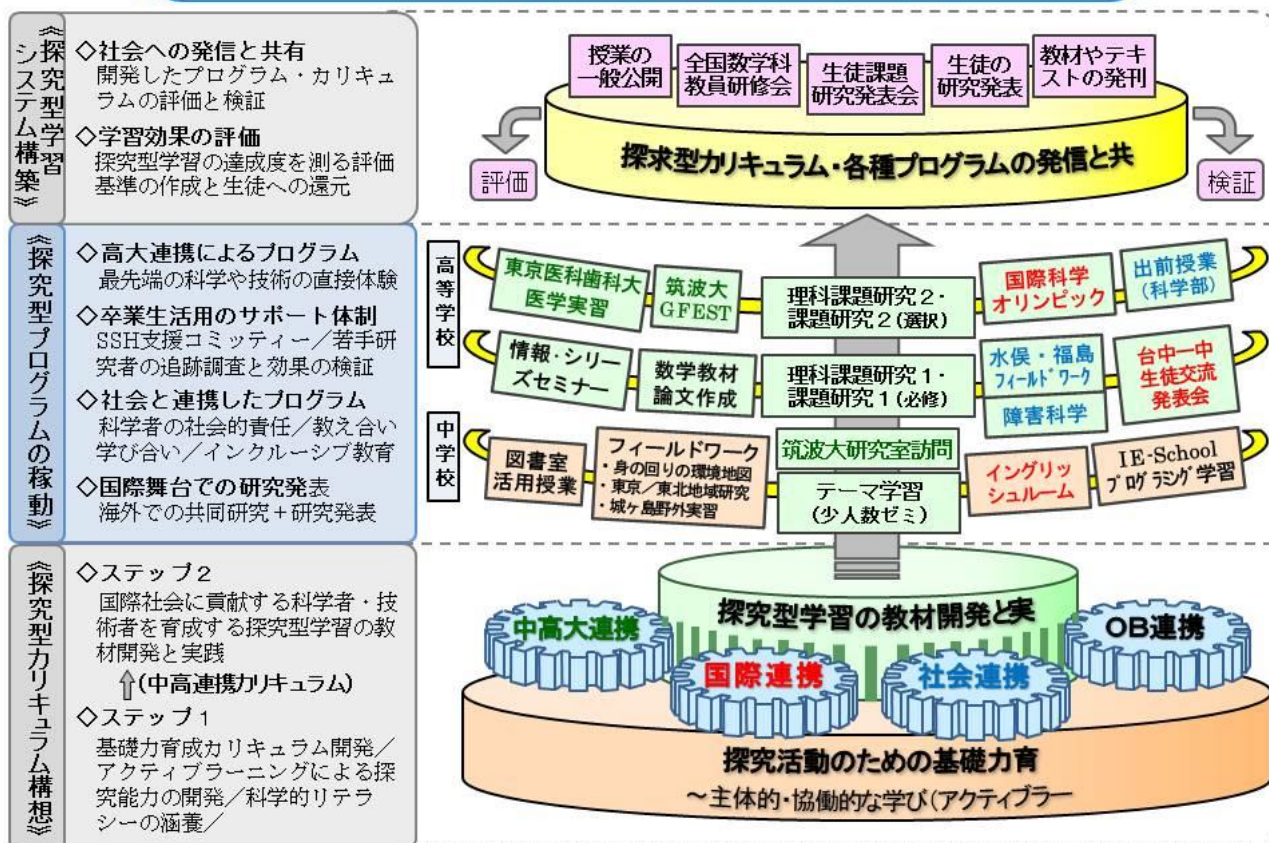 《探究型学習
システム構築》
◇社会への発信と共有
開発したプログラム・カリキュ
ラムの評価と検証
◇学習効果の評価
探究型学習の達成度を測る評価
基準の作成と生徒への還元
授業の
一般公開
全国数学科
教員研修会
生徒課題
研究発表会
生徒の
研究発表
教材やテキ
ストの発刊
探求型カリキュラム・各種プログラムの発信と共
評価
検証
《探究型プログラムの稼動》
◇高大連携によるプログラム
最先端の科学や技術の直接体験
◇卒業生活用のサポート体制
SSH支援コミッティー／若手研
究者の追跡調査と効果の検証
◇社会と連携したプログラム
科学者の社会的責任／教え合い
学び合い／インクルーシブ教育
◇国際舞台での研究発表
海外での共同研究+研究発表
高等学校
東京医科歯科大
医学実習
筑波大
GFEST
理科課題研究2・
課題研究2(選択)
国際科学
オリンピック
出前授業
(科学部)
情報・シリー
ズセミナー
数学教材
論文作成
理科課題研究1・
課題研究1(必修)
水俣・福島
フィールドワーク
障害科学
台中一中
生徒交流
発表会
中学校
図書室
活用授業
フィールドワーク
・身の回りの環境地図
・東京／東北地域研究
・城ヶ島野外実習
筑波大研究室訪問
テーマ学習
(少人数ゼミ)
イングリッ
シュルーム
IE-School
プログラミング学習
《探究型カリキュラム構想》
◇ステップ2
国際社会に貢献する科学者・技
術者を育成する探究型学習の教
材開発と実践
(中高連携カリキュラム)
◇ステップ1
基礎力育成カリキュラム開発／
アクティブラーニングによる探
究能力の開発／科学的リテラ
シーの涵養／
探究型学習の教材開発と実
中高大連携
国際連携
社会連携
OB連携
探究活動のための基礎力育
～主体的・協働的な学び(アクティブラー